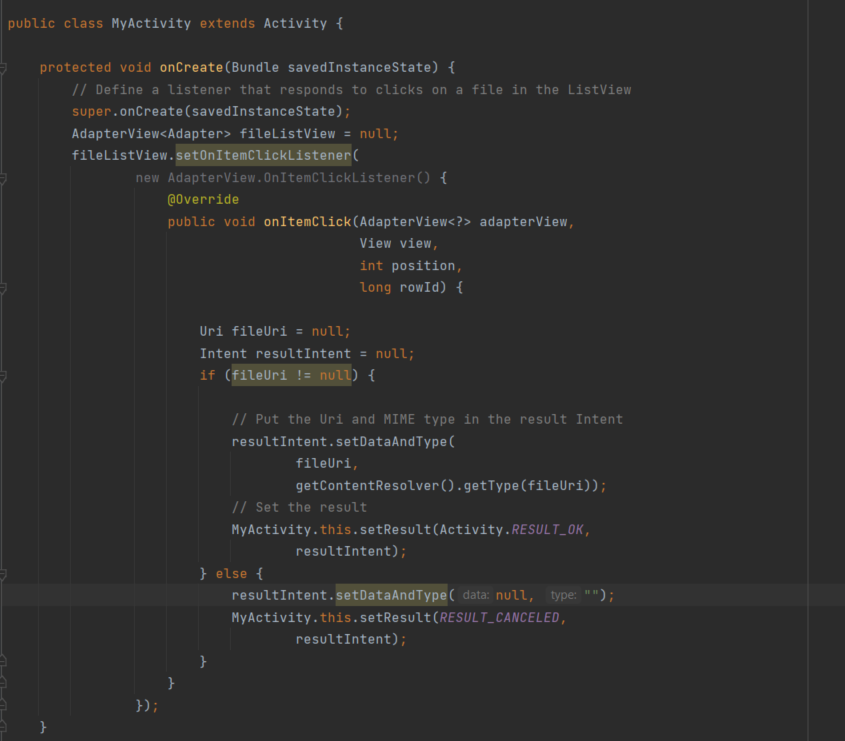 public class MyActivity extends Activity {
protected void onCreate(Bundle savedInstanceState) {
// Define a listener that responds to clicks on a file in the ListView
super.onCreate(savedInstanceState);
AdapterView<Adapter> fileListView = null;
fileListView.setOnItemClickListener(
new AdapterView.OnItemClickListener() {
@Override
public void onItemClick(AdapterView<?> adapterView,
View view,
int position,
long rowId) {
Uri fileUri = null;
Intent resultIntent = null;
if (fileUri != null) {
// Put the Uri and MIME type in the result Intent
resultIntent.setDataAndType(
fileUri,
getContentResolver().getType(fileUri));
// Set the result
MyActivity.this.setResult(Activity.RESULT_OK,
resultIntent);
} else {
resultIntent.setDataAndType( data: null, type: "");
MyActivity.this.setResult(RESULT_CANCELED,
resultIntent);
}
}
});
}